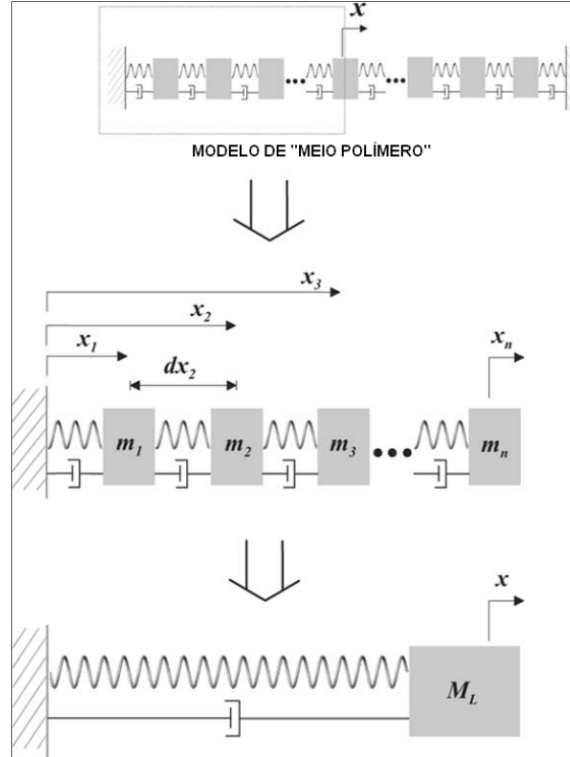 x
MODELO DE "MEIO POLÍMERO"
x3
x2
x1
xn
dx2
m1
m2
m3
mn
x
ML